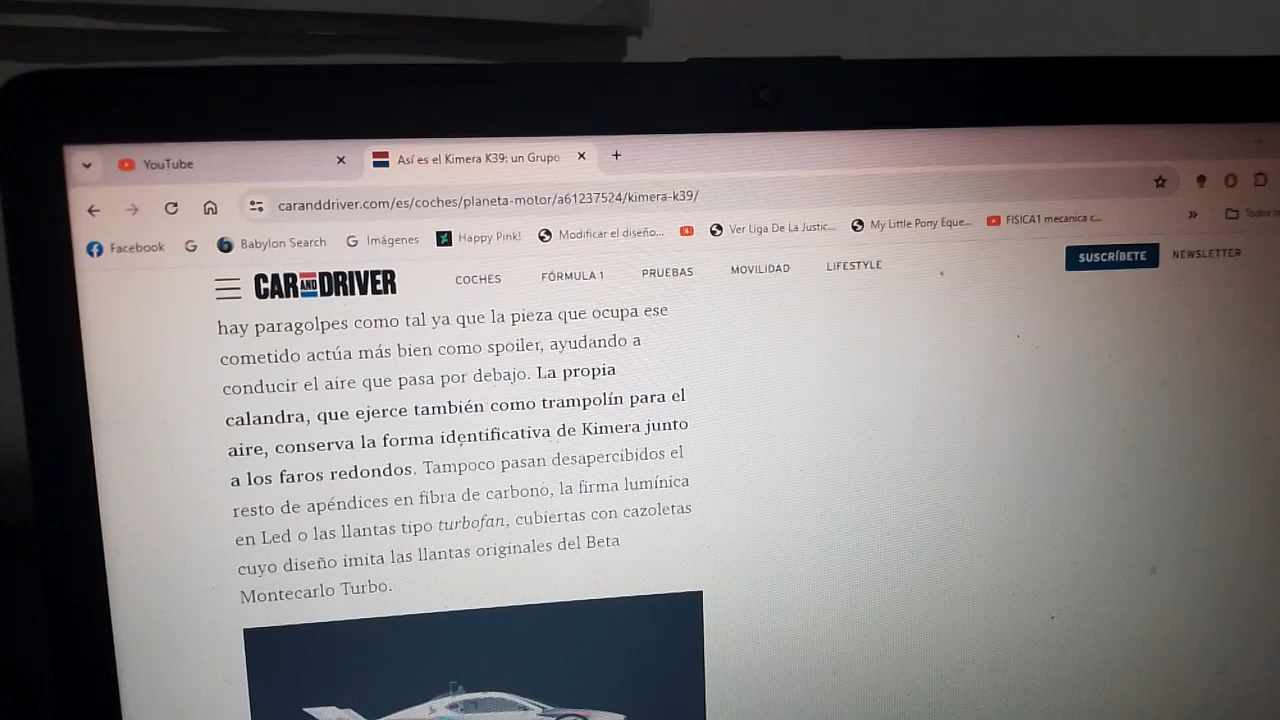 YouTube
Así es el Kimera K39: un Grupo
caranddriver.com/es/coches/planeta-motor/a61237524/kimera-k39/
Facebook
G
Babylon Search
G Imágenes
Happy Pink!
Modificar el diseño...
Ver Liga De La Justic...
My Little Pony Eque...
FISICA1 mecanica c...
»
CAR AND DRIVER
COCHES
FÓRMULA 1
PRUEBAS
MOVILIDAD
LIFESTYLE
SUSCRÍBETE
NEWSLETTER
hay paragolpes como tal ya que la pieza que ocupa ese
cometido actúa más bien como spoiler, ayudando a
conducir el aire que pasa por debajo. La propia
calandra, que ejerce también como trampolín para el
aire, conserva la forma identificativa de Kimera junto
a los faros redondos. Tampoco pasan desapercibidos el
resto de apéndices en fibra de carbono, la firma lumínica
en Led o las llantas tipo turbofan, cubiertas con cazoletas
cuyo diseño imita las llantas originales del Beta
Montecarlo Turbo.